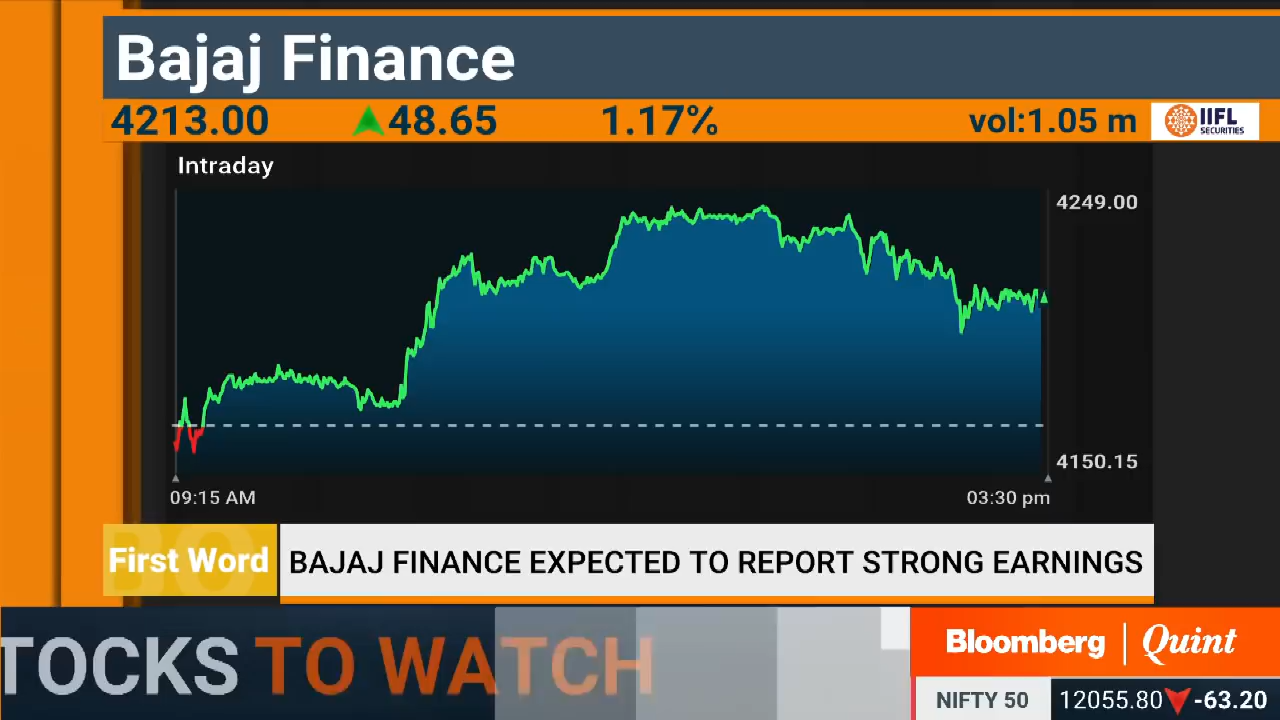 Bajaj Finance
4213.00 48.65 1.17% vol:1.05 m IIFL SECURITIES
Intraday
4249.00
4150.15
09:15 AM 03:30 pm
First Word BAJAJ FINANCE EXPECTED TO REPORT STRONG EARNINGS
TOCKS TO WATCH
Bloomberg | Quint
NIFTY 50 12055.80 -63.20